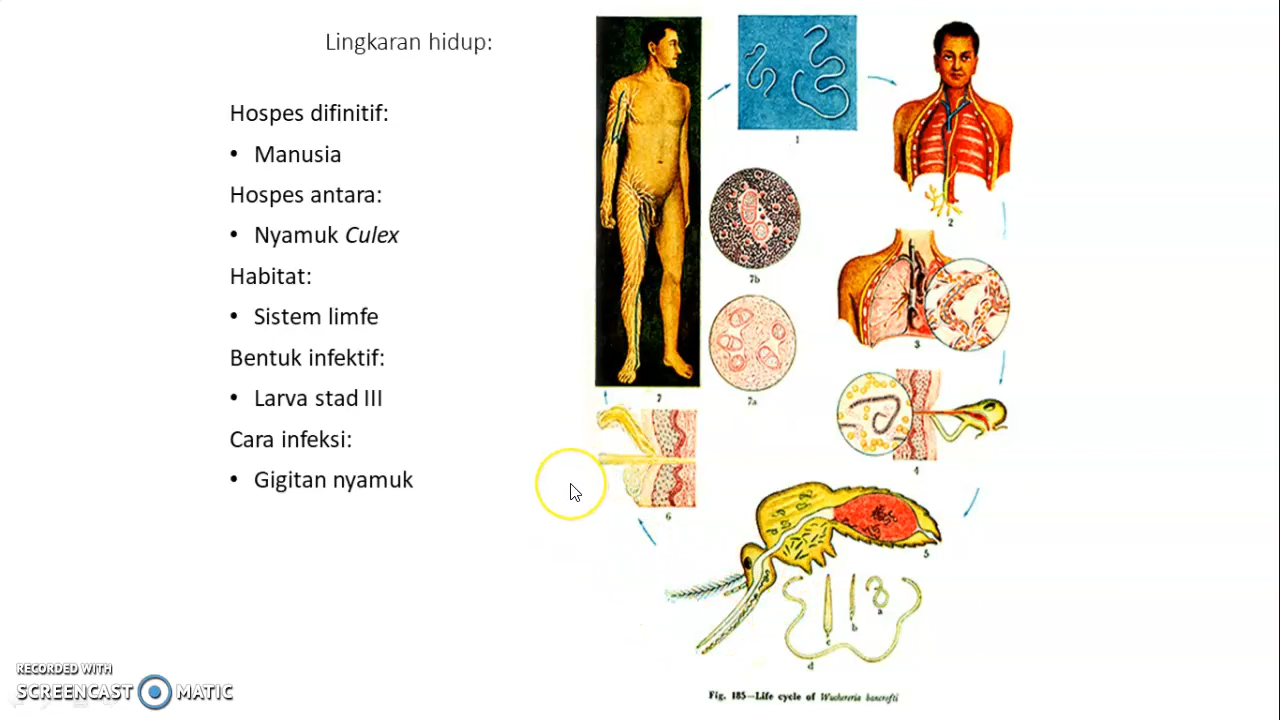 Lingkaran hidup:
Hospes difinitif:
• Manusia
Hospes antara:
• Nyamuk Culex
Habitat:
• Sistem limfe
Bentuk infektif:
• Larva stad III
Cara infeksi:
• Gigitan nyamuk
1
2
7b
3
7
7a
4
6
5
a
b
c
d
Fig. 185—Life cycle of Wuchereria bancrofti
RECORDED WITH
SCREENCAST MATIC